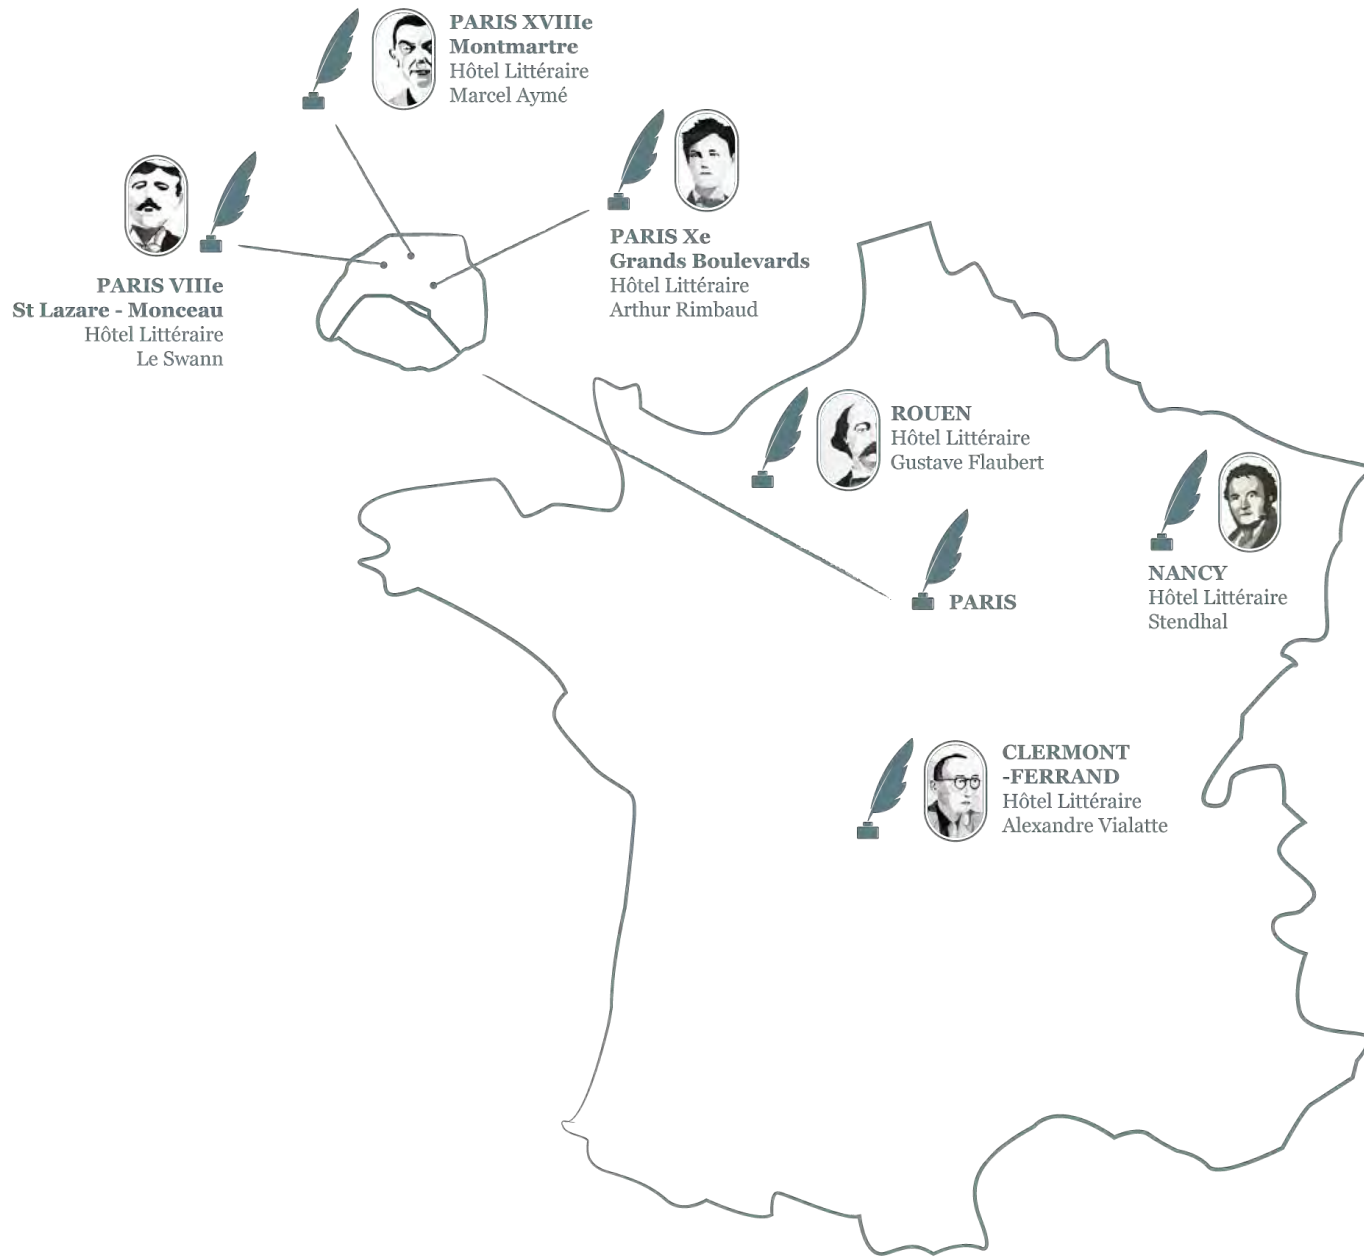 PARIS XVIIIe
Montmartre
Hôtel Littéraire
Marcel Aymé
PARIS Xe
Grands Boulevards
Hôtel Littéraire
Arthur Rimbaud
PARIS VIIIe
St Lazare - Monceau
Hôtel Littéraire
Le Swann
ROUEN
Hôtel Littéraire
Gustave Flaubert
NANCY
Hôtel Littéraire
Stendhal
PARIS
CLERMONT
-FERRAND
Hôtel Littéraire
Alexandre Vialatte